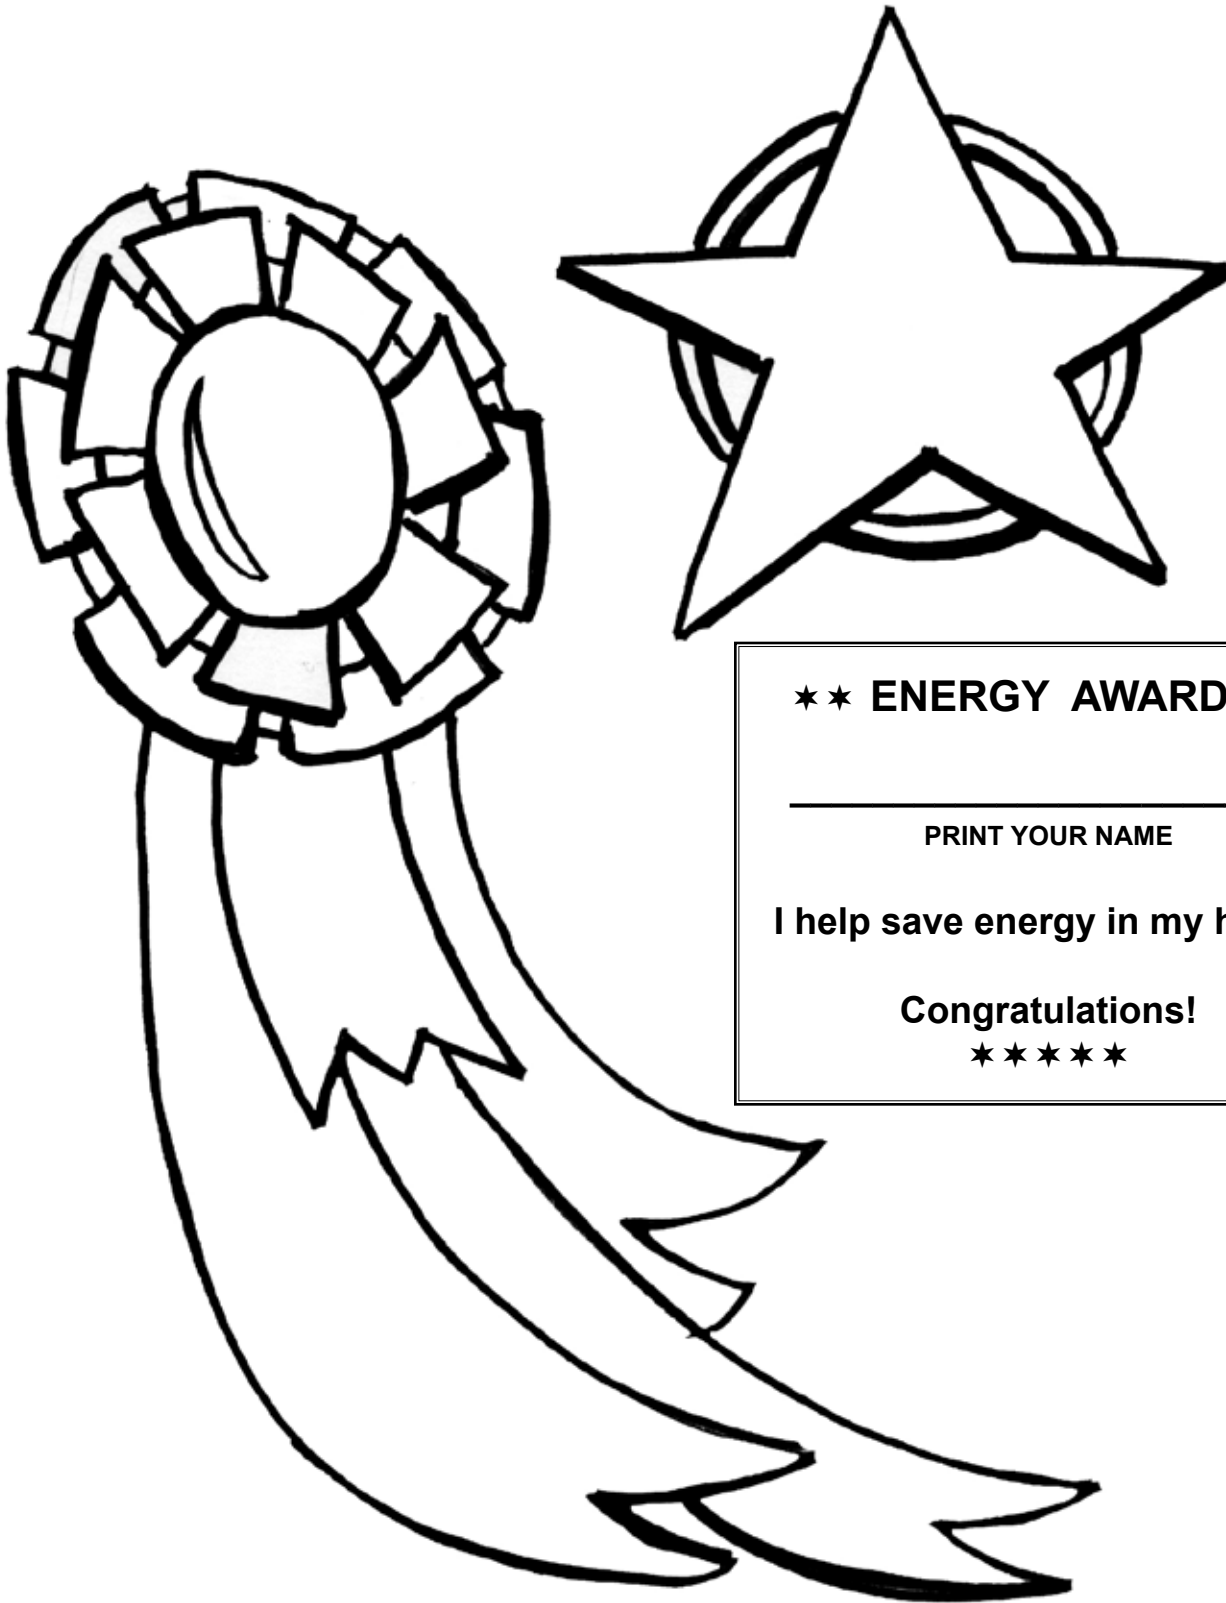 ✶✶ ENERGY AWARD
PRINT YOUR NAME
I help save energy in my
Congratulations!
✶✶✶✶✶